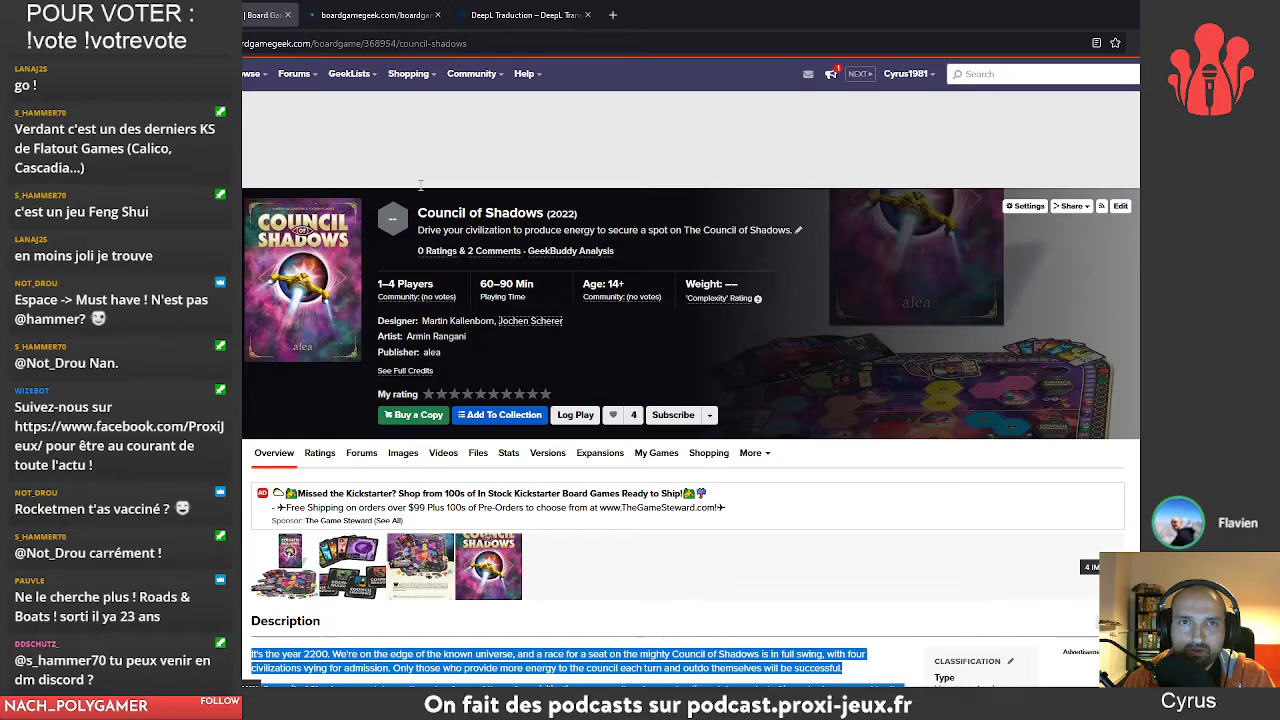 POUR VOTER :
!vote !votrevote
LANAJ2S
go !
S_HAMMER70
Verdant c'est un des derniers KS
de Flatout Games (Calico,
Cascadia...)
S_HAMMER70
c'est un jeu Feng Shui
LANAJ2S
en moins joli je trouve
NOT_DROU
Espace -> Must have ! N'est pas
@hammer?
S_HAMMER70
@Not_Drou Nan.
WIZEBOT
Suivez-nous sur
https://www.facebook.com/ProxiJ
eux/ pour être au courant de
toute l'actu !
NOT_DROU
Rocketmen t'as vacciné ?
S_HAMMER70
@Not_Drou carrément !
PAUVLE
Ne le cherche plus ! Roads &
Boats ! sorti il ya 23 ans
DDSCHUTZ_
@s_hammer70 tu peux venir en
dm discord ?
NACH_POLYGAMER
FOLLOW
| Board Gar
boardgamegeek.com/boardgar
DeepL Traduction – DeepL Tran
rdgamegeek.com/boardgame/368954/council-shadows
wse
Forums
GeekLists
Shopping
Community
Help
1
NEXT
Cyrus1981
Search
COUNCIL
OF
SHADOWS
alea
--
Council of Shadows (2022)
Drive your civilization to produce energy to secure a spot on The Council of Shadows.
0 Ratings & 2 Comments · GeekBuddy Analysis
1–4 Players
Community: (no votes)
60–90 Min
Playing Time
Age: 14+
Community: (no votes)
Weight: --
'Complexity' Rating
Designer: Martin Kallenborn, Jochen Scherer
Artist: Armin Rangani
Publisher: alea
See Full Credits
My rating
Buy a Copy
Add To Collection
Log Play
4
Subscribe
Settings
Share
Edit
alea
Overview
Ratings
Forums
Images
Videos
Files
Stats
Versions
Expansions
My Games
Shopping
More
AD
Missed the Kickstarter? Shop from 100s of In Stock Kickstarter Board Games Ready to Ship!
- Free Shipping on orders over $99 Plus 100s of Pre-Orders to choose from at www.TheGameSteward.com!
Sponsor: The Game Steward (See All)
4 IM
Description
It's the year 2200. We're on the edge of the known universe, and a race for a seat on the mighty Council of Shadows is in full swing, with four
civilizations vying for admission. Only those who provide more energy to the council each turn and outdo themselves will be successful.
CLASSIFICATION
Type
Advertiseme
Flavien
On fait des podcasts sur podcast.proxi-jeux.fr
Cyrus